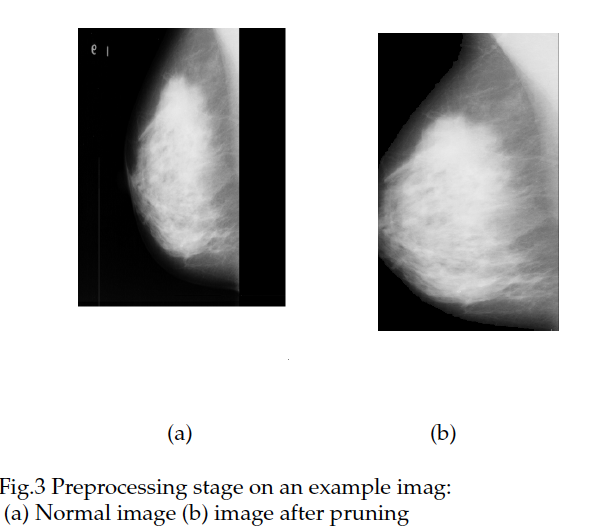 (a) (b)
Fig.3 Preprocessing stage on an example imag:
(a) Normal image (b) image after pruning